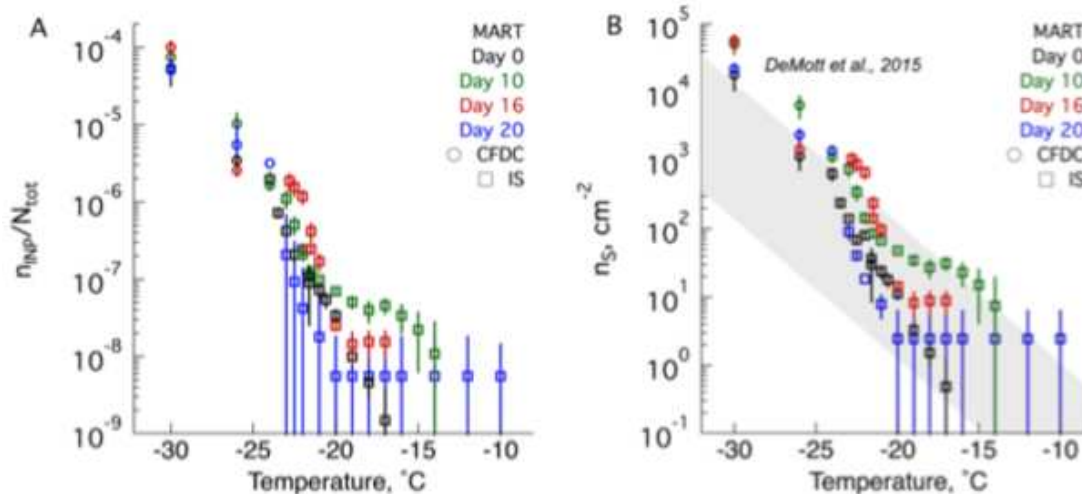 A
n_INP/N_tot
10^-4
10^-5
10^-6
10^-7
10^-8
10^-9
-30 -25 -20 -15 -10
Temperature, ˚C
MART
Day 0
Day 10
Day 16
Day 20
CFDC
IS
B
n_S, cm^-2
10^5
10^4
10^3
10^2
10^1
10^0
10^-1
-30 -25 -20 -15 -10
Temperature, ˚C
DeMott et al., 2015
MART
Day 0
Day 10
Day 16
Day 20
CFDC
IS